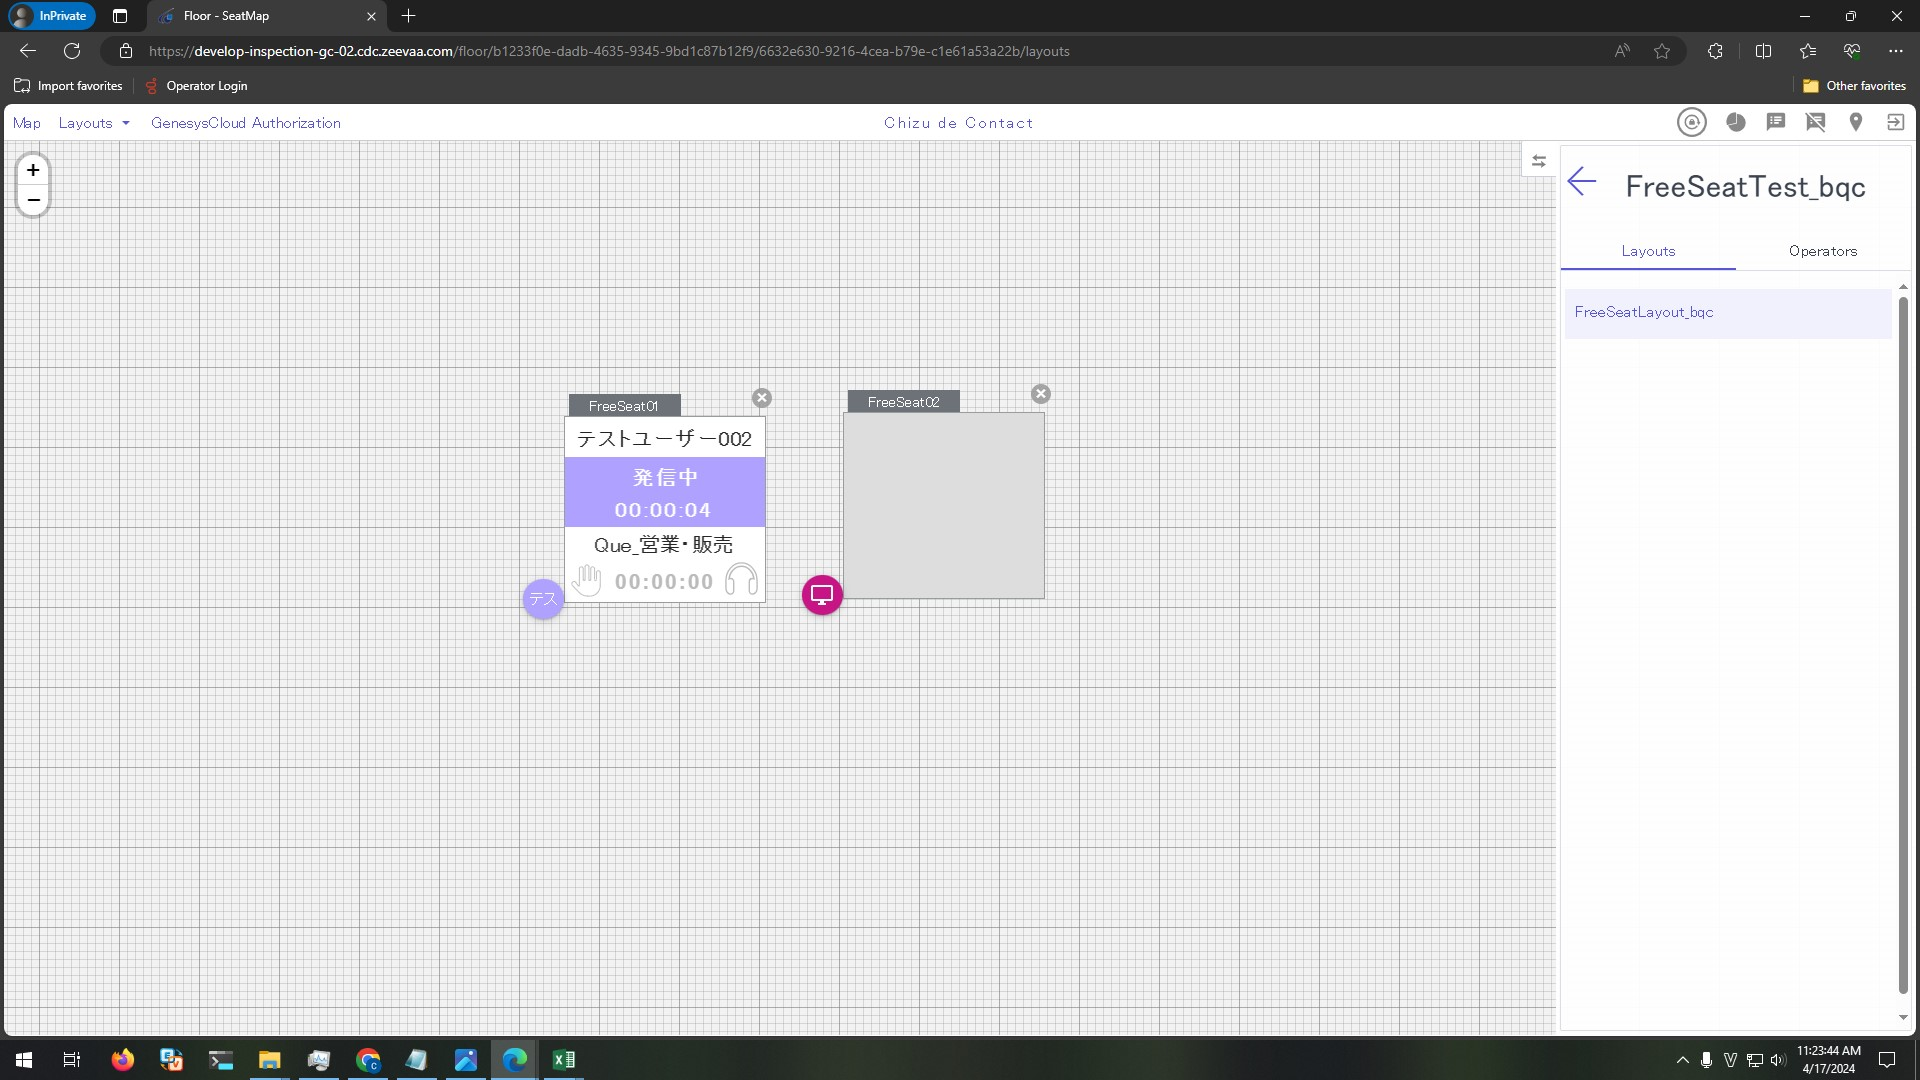 InPrivate
Floor - SeatMap
https://develop-inspection-gc-02.cdc.zeevaa.com/floor/b1233f0e-dadb-4635-9345-9bd1c87b12f9/6632e630-9216-4cea-b79e-c1e61a53a22b/layouts
Import favorites
Operator Login
Other favorites
Map
Layouts
GenesysCloud Authorization
Chizu de Contact
+
−
FreeSeatTest_bqc
Layouts
Operators
FreeSeatLayout_bqc
FreeSeat01
テストユーザー002
発信中
00:00:04
Que_営業・販売
00:00:00
テス
FreeSeat02
11:23:44 AM
4/17/2024